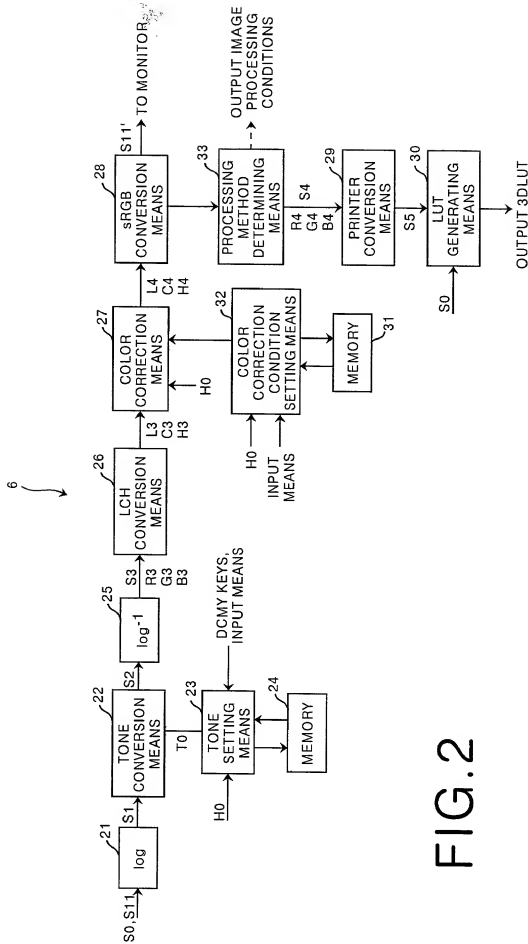 6
S0,S11
21
log
S1
22
TONE
CONVERSION
MEANS
S2
25
log-1
S3
R3
G3
B3
26
LCH
CONVERSION
MEANS
L3
C3
H3
27
COLOR
CORRECTION
MEANS
L4
C4
H4
28
sRGB
CONVERSION
MEANS
S11'
TO MONITOR
T0
H0
23
TONE
SETTING
MEANS
DCMY KEYS,
INPUT MEANS
24
MEMORY
H0
H0
INPUT
MEANS
32
COLOR
CORRECTION
CONDITION
SETTING MEANS
MEMORY
31
33
PROCESSING
METHOD
DETERMINING
MEANS
OUTPUT IMAGE
PROCESSING
CONDITIONS
R4
G4
B4
S4
29
PRINTER
CONVERSION
MEANS
S5
S0
30
LUT
GENERATING
MEANS
OUTPUT 3DLUT
FIG.2